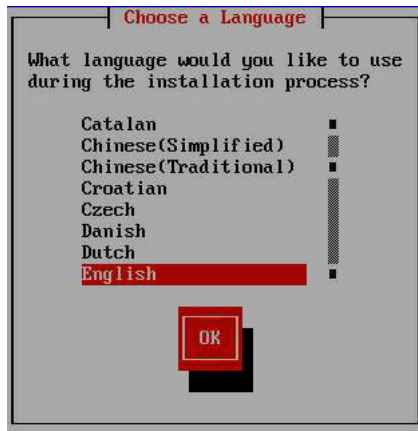 Choose a Language
What language would you like to use
during the installation process?
Catalan
Chinese(Simplified)
Chinese(Traditional)
Croatian
Czech
Danish
Dutch
English
OK